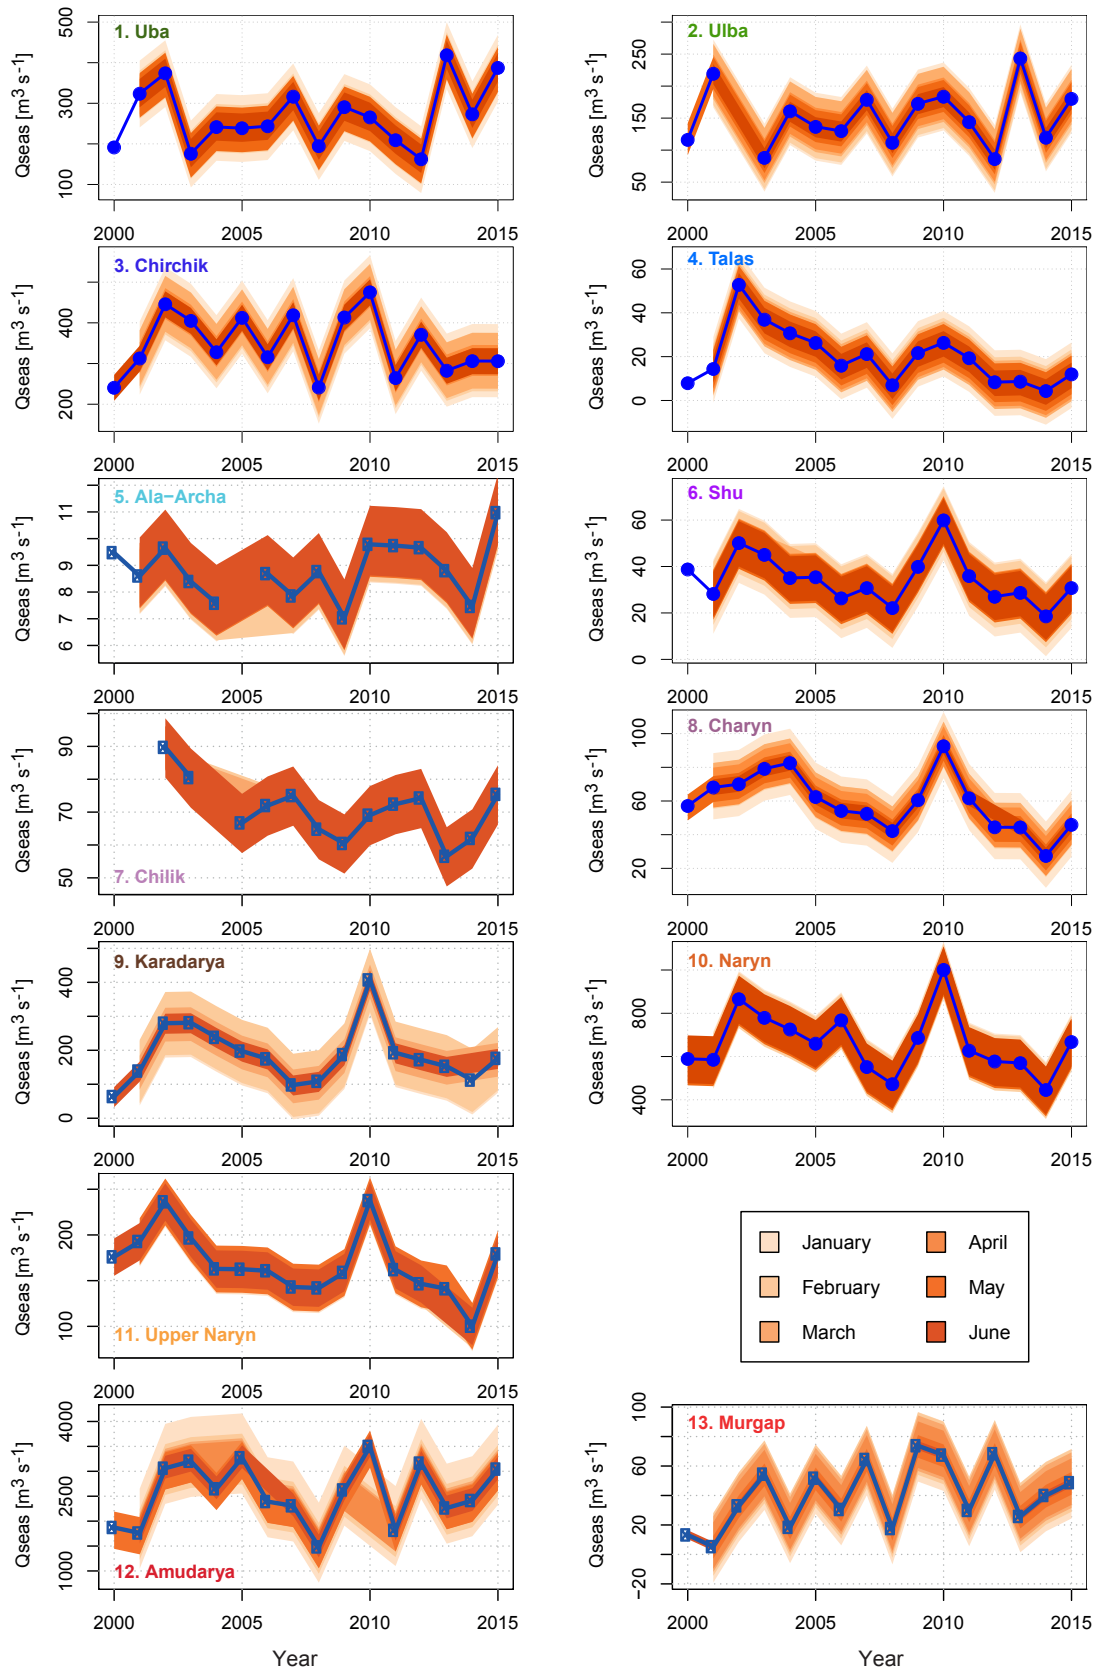 1. Uba
Qseas [m³ s⁻¹]
500
300
100
2000 2005 2010 2015
2. Ulba
Qseas [m³ s⁻¹]
250
150
50
2000 2005 2010 2015
3. Chirchik
Qseas [m³ s⁻¹]
400
200
2000 2005 2010 2015
4. Talas
Qseas [m³ s⁻¹]
60
40
20
0
2000 2005 2010 2015
5. Ala−Archa
Qseas [m³ s⁻¹]
11
9
8
6
2000 2005 2010 2015
6. Shu
Qseas [m³ s⁻¹]
60
40
20
0
2000 2005 2010 2015
7. Chilik
Qseas [m³ s⁻¹]
90
70
50
2000 2005 2010 2015
8. Charyn
Qseas [m³ s⁻¹]
100
60
20
2000 2005 2010 2015
9. Karadarya
Qseas [m³ s⁻¹]
400
200
0
2000 2005 2010 2015
10. Naryn
Qseas [m³ s⁻¹]
800
400
2000 2005 2010 2015
11. Upper Naryn
Qseas [m³ s⁻¹]
200
100
2000 2005 2010 2015
January
February
March
April
May
June
12. Amudarya
Qseas [m³ s⁻¹]
4000
2500
1000
2000 2005 2010 2015
Year
13. Murgap
Qseas [m³ s⁻¹]
100
60
20
−20
2000 2005 2010 2015
Year